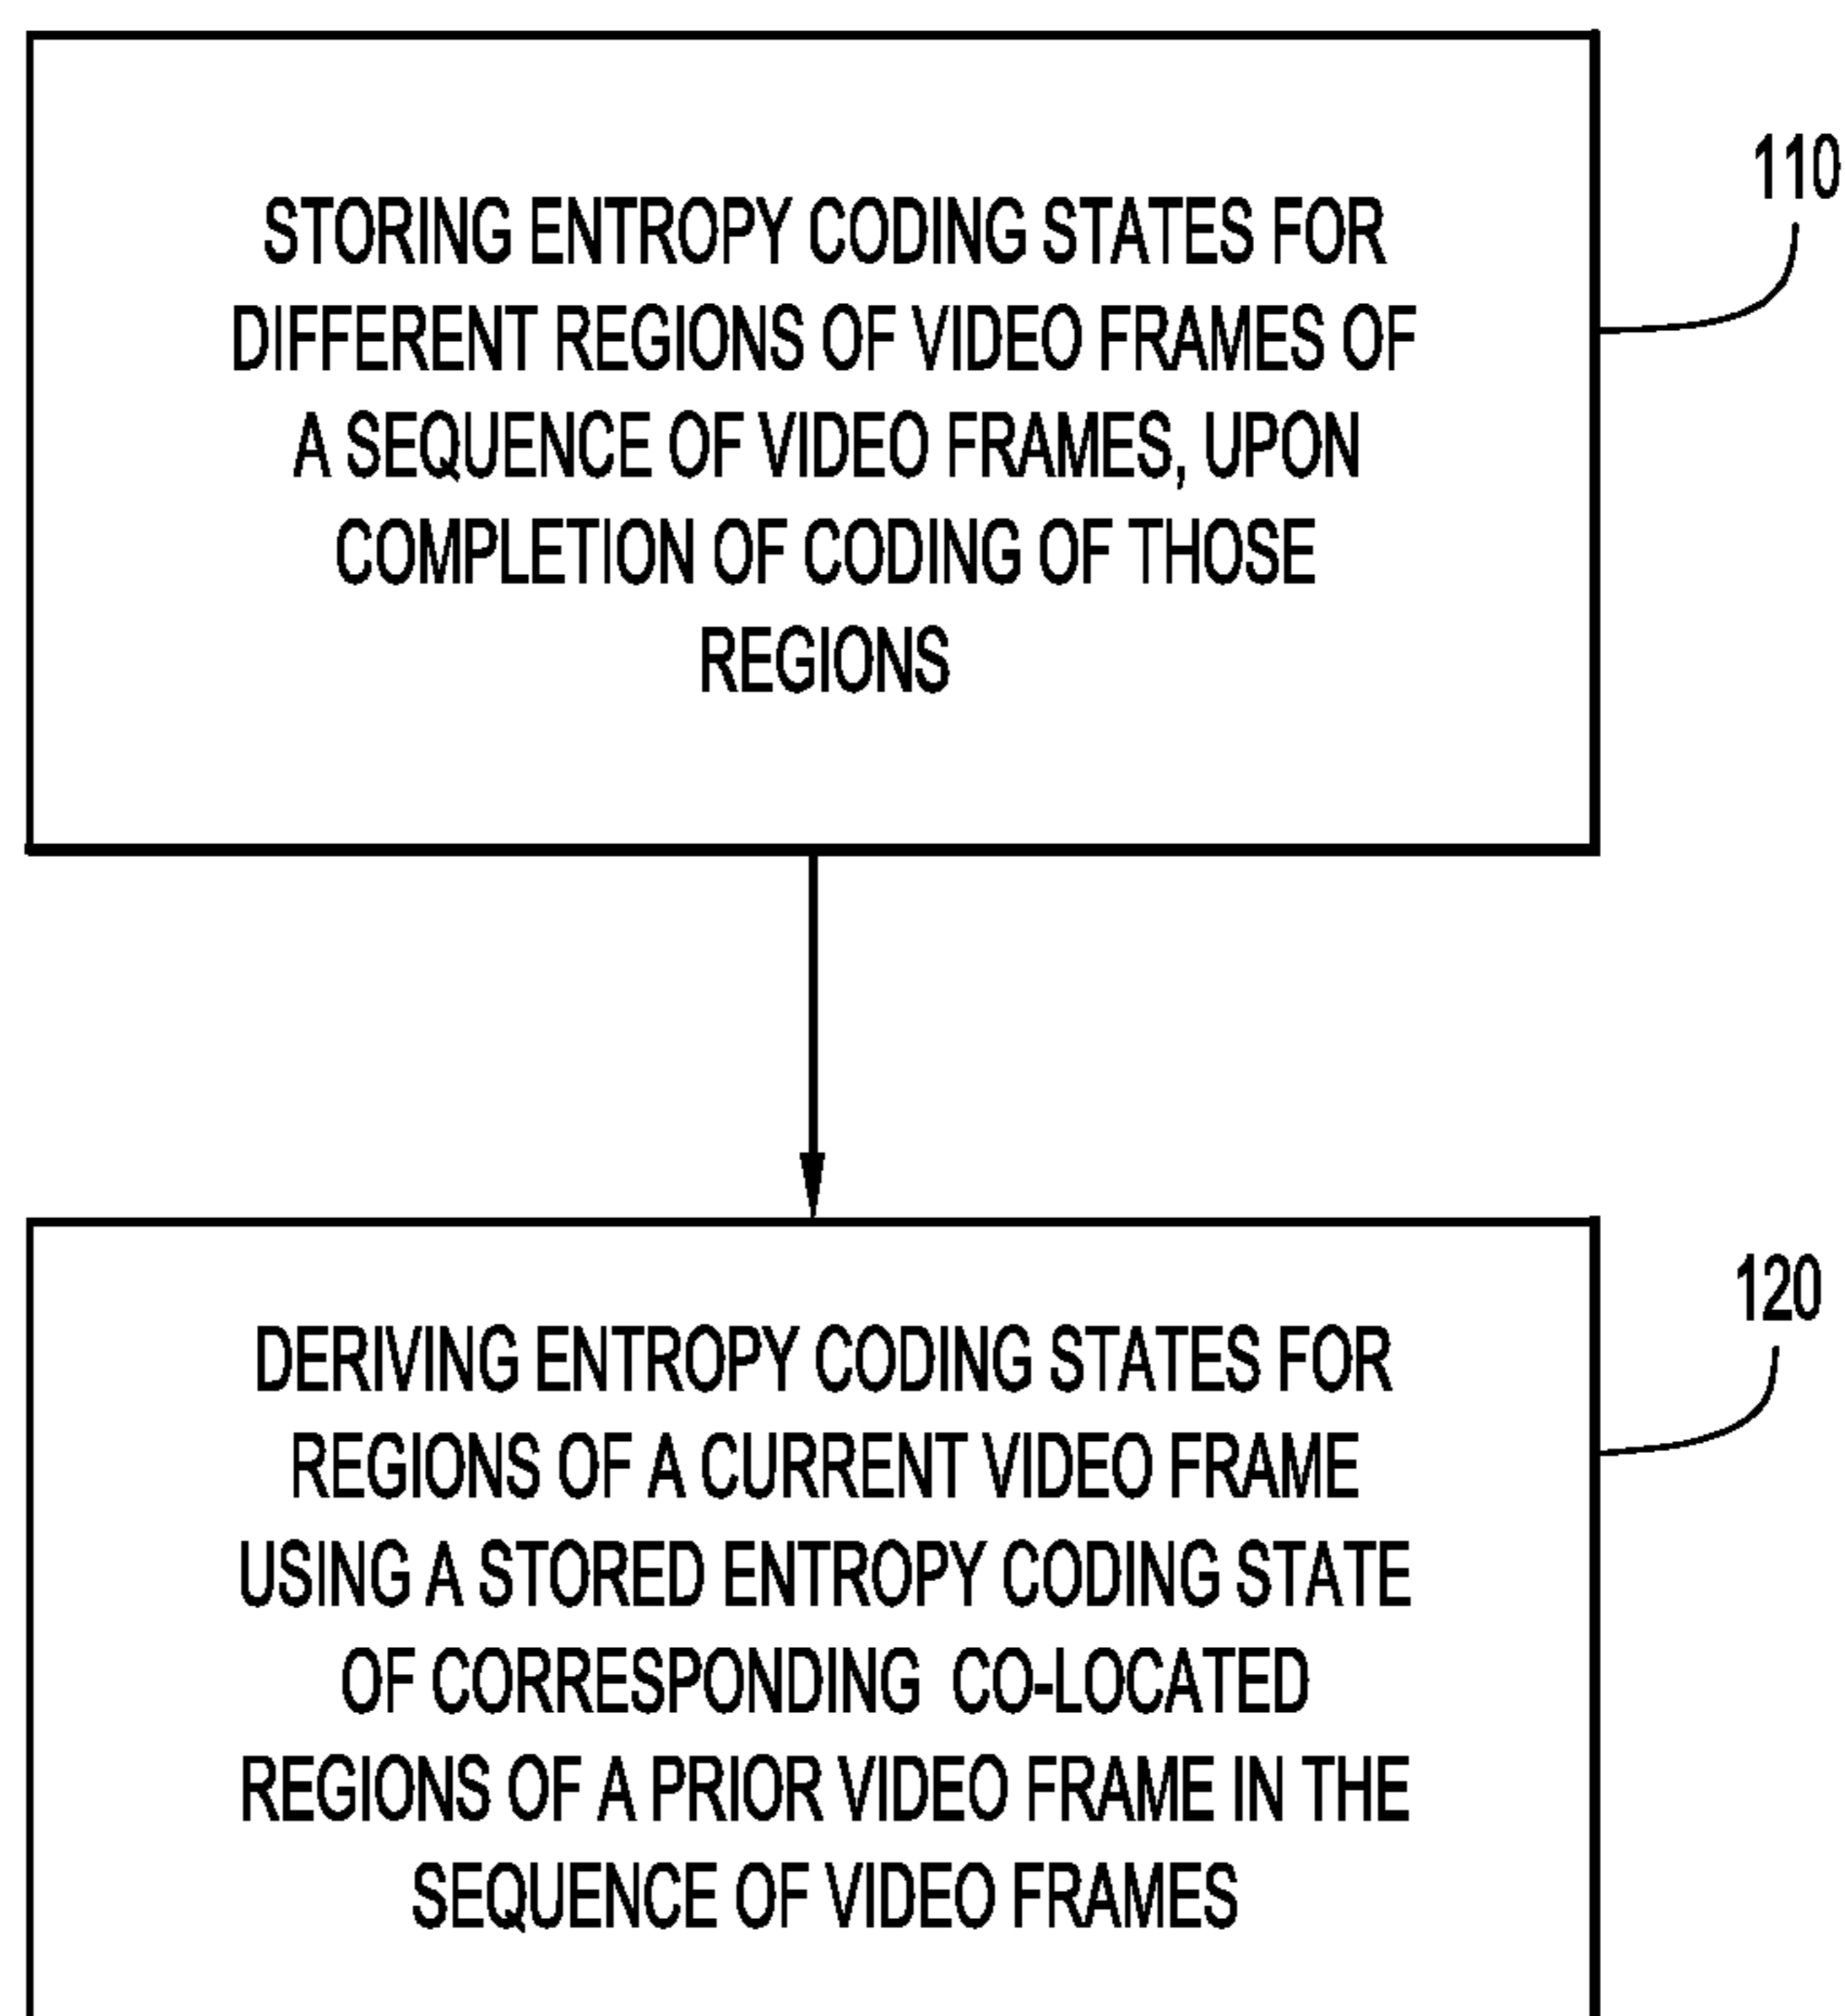 STORING ENTROPY CODING STATES FOR
DIFFERENT REGIONS OF VIDEO FRAMES OF
A SEQUENCE OF VIDEO FRAMES, UPON
COMPLETION OF CODING OF THOSE
REGIONS
110
DERIVING ENTROPY CODING STATES FOR
REGIONS OF A CURRENT VIDEO FRAME
USING A STORED ENTROPY CODING STATE
OF CORRESPONDING CO-LOCATED
REGIONS OF A PRIOR VIDEO FRAME IN THE
SEQUENCE OF VIDEO FRAMES
120